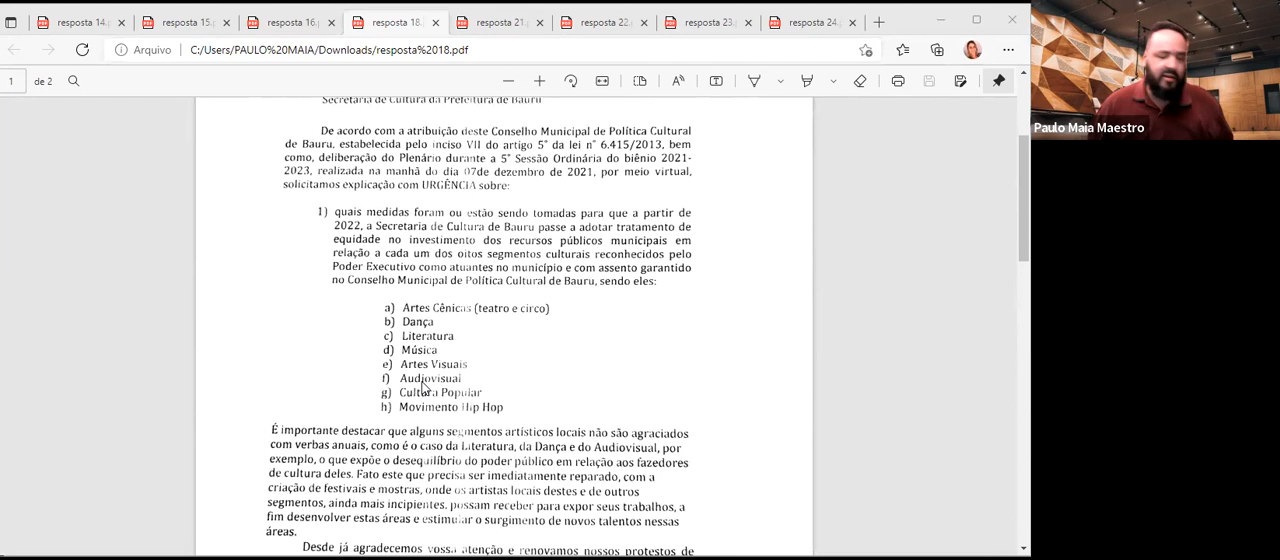 resposta 14.
resposta 15.
resposta 16.
resposta 18.
resposta 21.
resposta 22.
resposta 23.
resposta 24.
Arquivo
C:/Users/PAULO%20MAIA/Downloads/resposta%2018.pdf
1 de 2
Secretaria de Cultura da Prefeitura de Bauru
De acordo com a atribuição deste Conselho Municipal de Política Cultural
de Bauru, estabelecida pelo inciso VII do artigo 5º da lei nº 6.415/2013, bem
como, deliberação do Plenário durante a 5ª Sessão Ordinária do biênio 2021-
2023, realizada na manhã do dia 07de dezembro de 2021, por meio virtual,
solicitamos explicação com URGÊNCIA sobre:
1) quais medidas foram ou estão sendo tomadas para que a partir de
2022, a Secretaria de Cultura de Bauru passe a adotar tratamento de
equidade no investimento dos recursos públicos municipais em
relação a cada um dos oitos segmentos culturais reconhecidos pelo
Poder Executivo como atuantes no município e com assento garantido
no Conselho Municipal de Política Cultural de Bauru, sendo eles:
a) Artes Cênicas (teatro e circo)
b) Dança
c) Literatura
d) Música
e) Artes Visuais
f) Audiovisual
g) Cultura Popular
h) Movimento Hip Hop
É importante destacar que alguns segmentos artísticos locais não são agraciados
com verbas anuais, como é o caso da Literatura, da Dança e do Audiovisual, por
exemplo, o que expõe o desequilíbrio do poder público em relação aos fazedores
de cultura deles. Fato este que precisa ser imediatamente reparado, com a
criação de festivais e mostras, onde os artistas locais destes e de outros
segmentos, ainda mais incipientes, possam receber para expor seus trabalhos, a
fim desenvolver estas áreas e estimular o surgimento de novos talentos nessas
áreas.
Desde já agradecemos vossa atenção e renovamos nossos protestos de
Paulo Maia Maestro